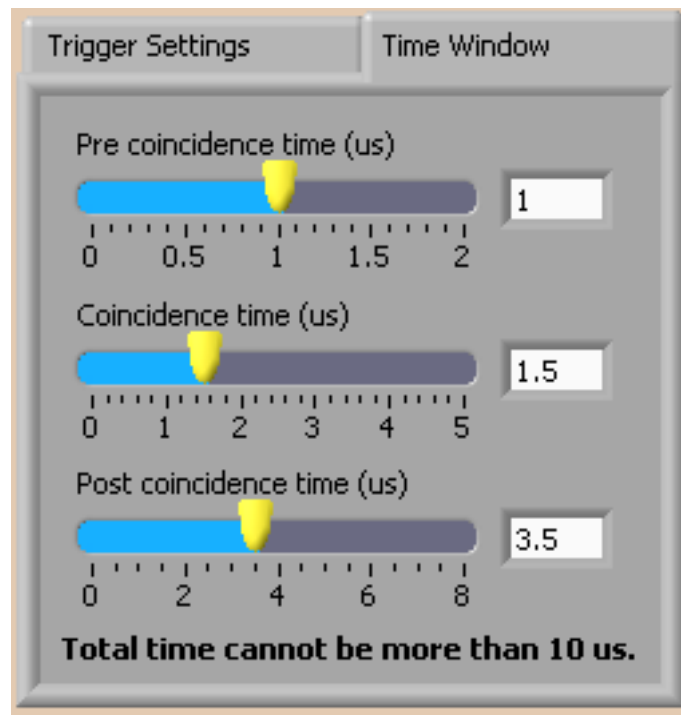 Trigger Settings Time Window
Pre coincidence time (us)
1
0 0.5 1 1.5 2
Coincidence time (us)
1.5
0 1 2 3 4 5
Post coincidence time (us)
3.5
0 2 4 6 8
Total time cannot be more than 10 us.